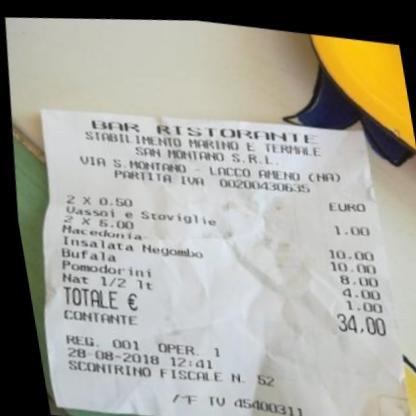 BAR RISTORANTE
STABILIMENTO MARINO E TERMALE
SAN MONTANO S.R.L.
VIA S.MONTANO - LACCO AMENO (NA)
PARTITA IVA 00200430635
EURO
2 X 0.50
Vassoi e Stoviglie 1.00
2 X 5.00
Macedonia 10.00
Insalata Negombo 10.00
Bufala 8.00
Pomodorini 4.00
Nat 1/2 lt 1.00
TOTALE € 34.00
CONTANTE
REG. 001 OPER. 1
28-08-2018 12:41
SCONTRINO FISCALE N. 52
TV 45400311